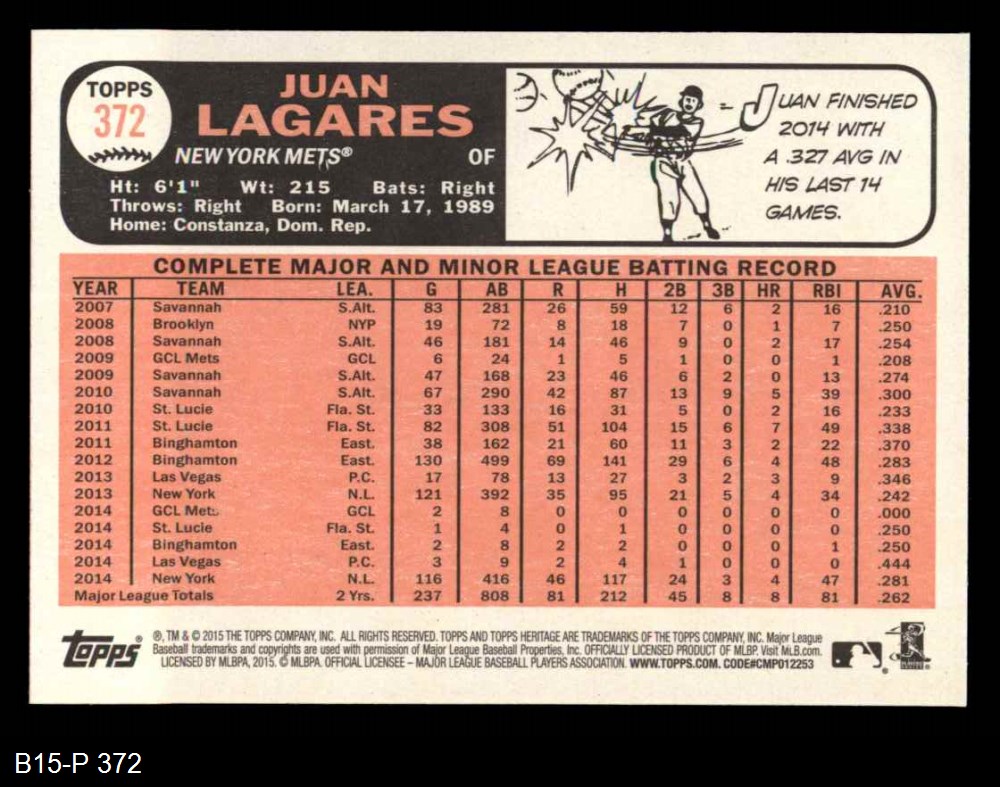 TOPPS
372
JUAN
LAGARES
NEW YORK METS® OF
Ht: 6'1" Wt: 215 Bats: Right
Throws: Right Born: March 17, 1989
Home: Constanza, Dom. Rep.
JUAN FINISHED
2014 WITH
A .327 AVG IN
HIS LAST 14
GAMES.
COMPLETE MAJOR AND MINOR LEAGUE BATTING RECORD
YEAR TEAM LEA. G AB R H 2B 3B HR RBI AVG.
2007 Savannah S.Alt. 83 281 26 59 12 6 2 16 .210
2008 Brooklyn NYP 19 72 8 18 7 0 1 7 .250
2008 Savannah S.Alt. 46 181 14 46 9 0 2 17 .254
2009 GCL Mets GCL 6 24 1 5 1 0 0 1 .208
2009 Savannah S.Alt. 47 168 23 46 6 2 0 13 .274
2010 Savannah S.Alt. 67 290 42 87 13 9 5 39 .300
2010 St. Lucie Fla. St. 33 133 16 31 5 0 2 16 .233
2011 St. Lucie Fla. St. 82 308 51 104 15 6 7 49 .338
2011 Binghamton East. 38 162 21 60 11 3 2 22 .370
2012 Binghamton East. 130 499 69 141 29 6 4 48 .283
2013 Las Vegas P.C. 17 78 13 27 3 2 3 9 .346
2013 New York N.L. 121 392 35 95 21 5 4 34 .242
2014 GCL Mets GCL 2 8 0 0 0 0 0 0 .000
2014 St. Lucie Fla. St. 1 4 0 1 0 0 0 0 .250
2014 Binghamton East. 2 8 2 2 0 0 0 1 .250
2014 Las Vegas P.C. 3 9 2 4 1 0 0 0 .444
2014 New York N.L. 116 416 46 117 24 3 4 47 .281
Major League Totals 2 Yrs. 237 808 81 212 45 8 8 81 .262
Topps®
®, TM & © 2015 THE TOPPS COMPANY, INC. ALL RIGHTS RESERVED. TOPPS AND TOPPS HERITAGE ARE TRADEMARKS OF THE TOPPS COMPANY, INC. Major League
Baseball trademarks and copyrights are used with permission of Major League Baseball Properties, Inc. OFFICIALLY LICENSED PRODUCT OF MLBP. Visit MLB.com.
LICENSED BY MLBPA, 2015. © MLBPA. OFFICIAL LICENSEE – MAJOR LEAGUE BASEBALL PLAYERS ASSOCIATION. WWW.TOPPS.COM. CODE#CMP012253
B15-P 372